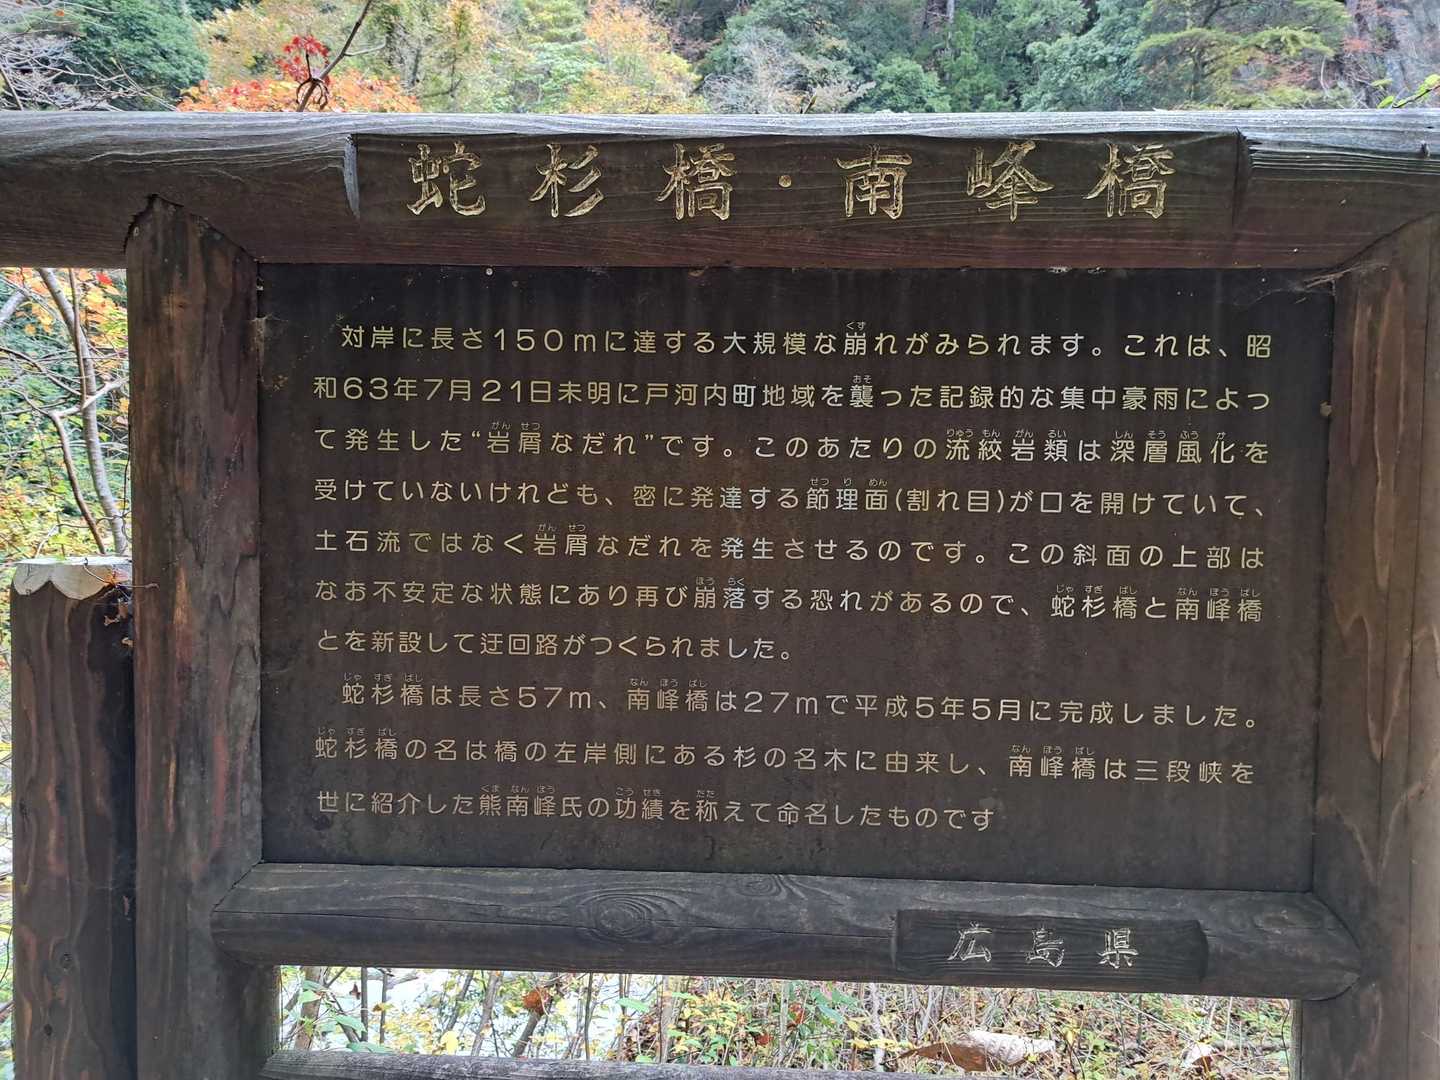 蛇杉橋・南峰橋
対岸に長さ150mに達する大規模な崩れがみられます。これは、昭
和63年7月21日未明に戸河内町地域を襲った記録的な集中豪雨によっ
て発生した“岩屑なだれ”です。このあたりの流紋岩類は深層風化を
受けていないけれども、密に発達する節理面(割れ目)が口を開けていて、
土石流ではなく岩屑なだれを発生させるのです。この斜面の上部は
なお不安定な状態にあり再び崩落する恐れがあるので、蛇杉橋と南峰橋
とを新設して迂回路がつくられました。
蛇杉橋は長さ57m、南峰橋は27mで平成5年5月に完成しました。
蛇杉橋の名は橋の左岸側にある杉の名木に由来し、南峰橋は三段峡を
世に紹介した熊南峰氏の功績を称えて命名したものです
広島県